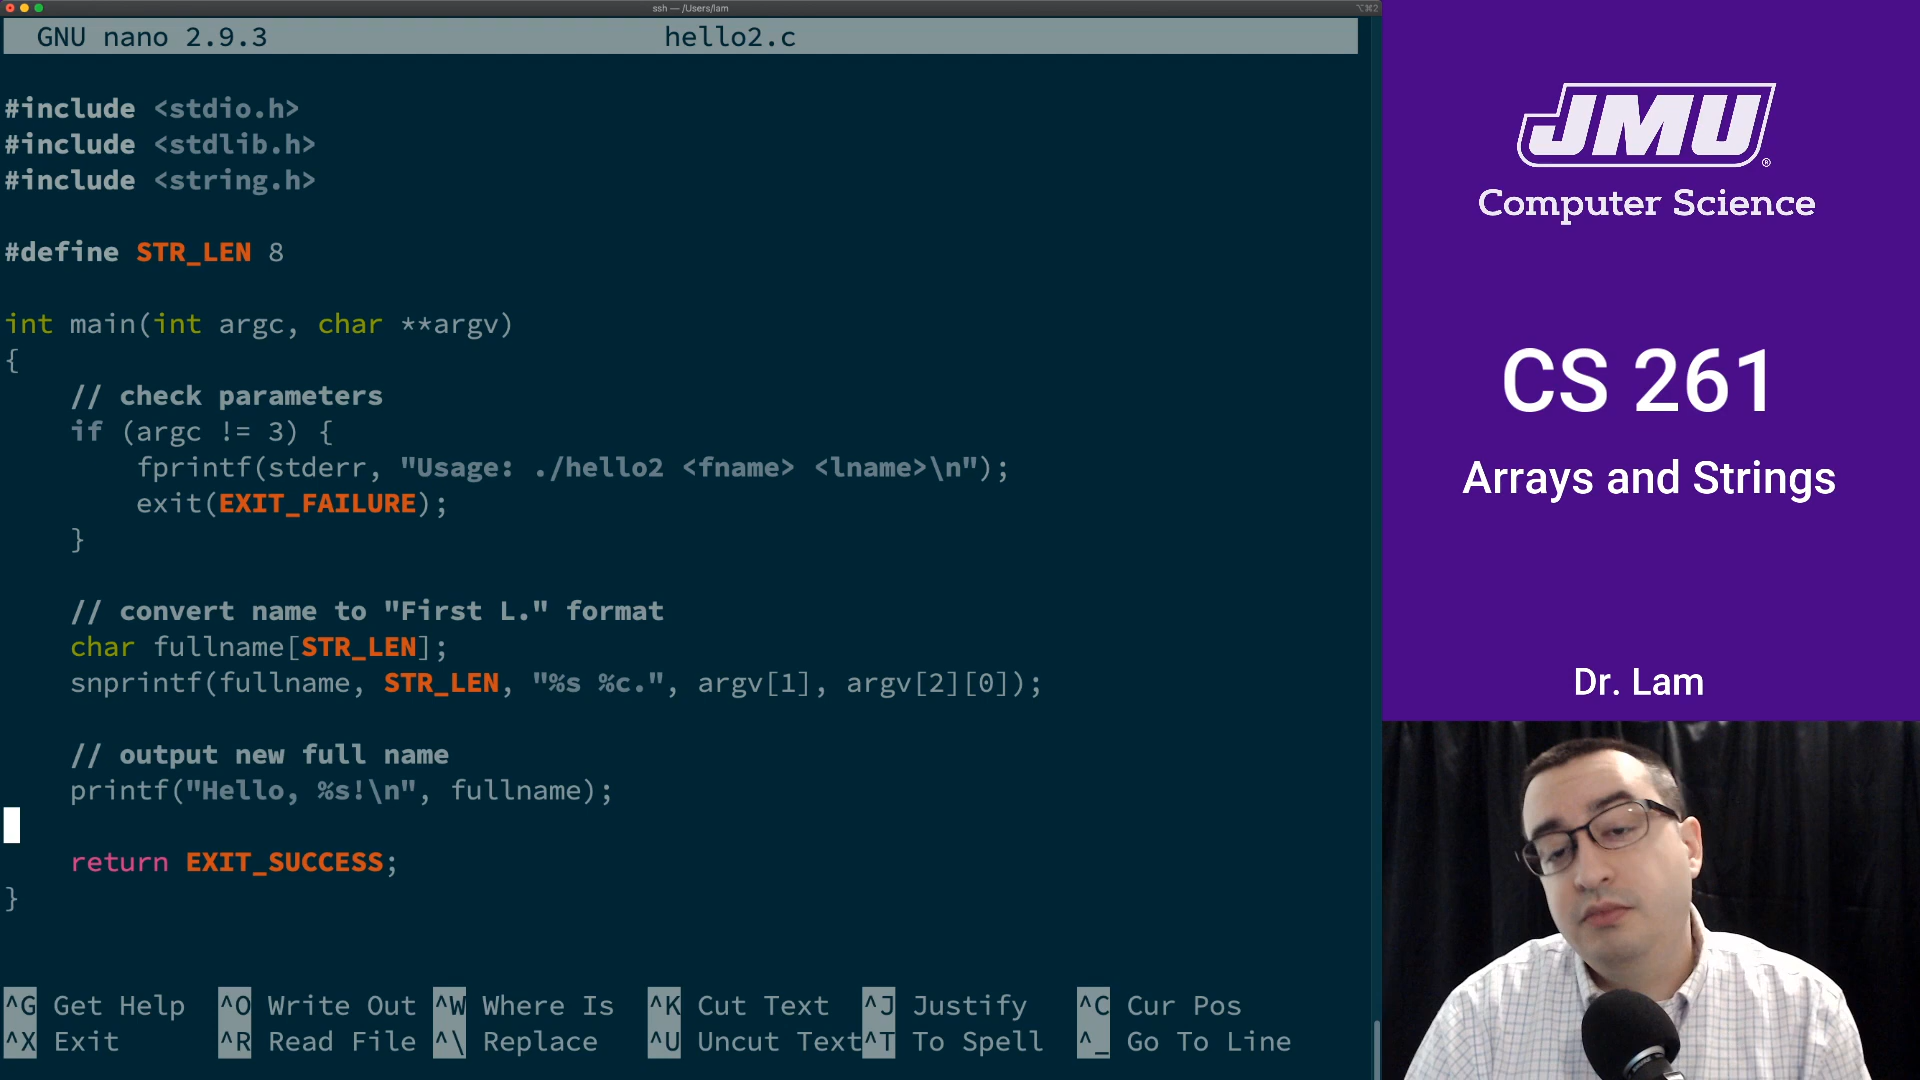 ssh — /Users/lam
⌥⌘2
GNU nano 2.9.3 hello2.c
#include <stdio.h>
#include <stdlib.h>
#include <string.h>
#define STR_LEN 8
int main(int argc, char **argv)
{
    // check parameters
    if (argc != 3) {
        fprintf(stderr, "Usage: ./hello2 <fname> <lname>\n");
        exit(EXIT_FAILURE);
    }
    // convert name to "First L." format
    char fullname[STR_LEN];
    snprintf(fullname, STR_LEN, "%s %c.", argv[1], argv[2][0]);
    // output new full name
    printf("Hello, %s!\n", fullname);
    return EXIT_SUCCESS;
}
^G Get Help ^O Write Out ^W Where Is ^K Cut Text ^J Justify ^C Cur Pos
^X Exit ^R Read File ^\ Replace ^U Uncut Text^T To Spell ^_ Go To Line
JMU®
Computer Science
CS 261
Arrays and Strings
Dr. Lam